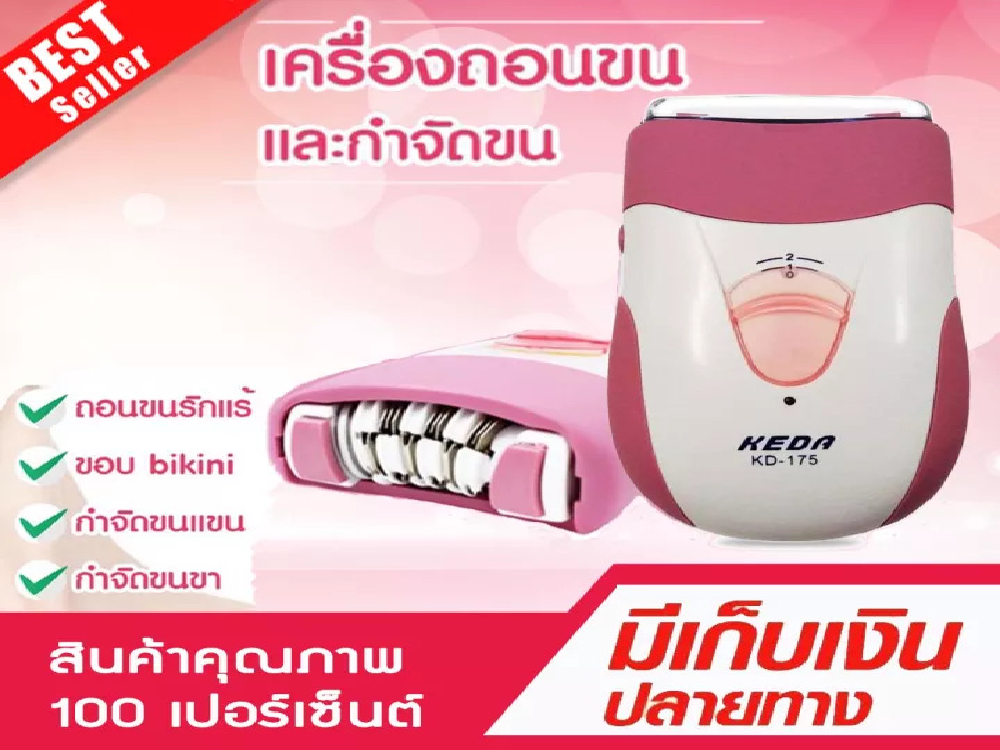 BEST
Seller
เครื่องถอนขน
และกำจัดขน
2
1
0
KEDA
KD-175
ถอนขนรักแร้
ขอบ bikini
กำจัดขนแขน
กำจัดขนขา
สินค้าคุณภาพ
100 เปอร์เซ็นต์
มีเก็บเงิน
ปลายทาง